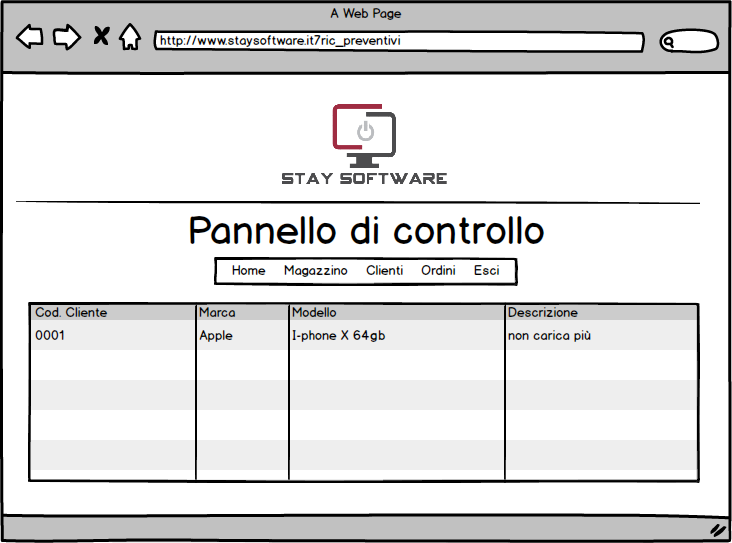 A Web Page
http://www.staysoftware.it7ric_preventivi
STAY SOFTWARE
Pannello di controllo
Home Magazzino Clienti Ordini Esci
Cod. Cliente Marca Modello Descrizione
0001 Apple I-phone X 64gb non carica più